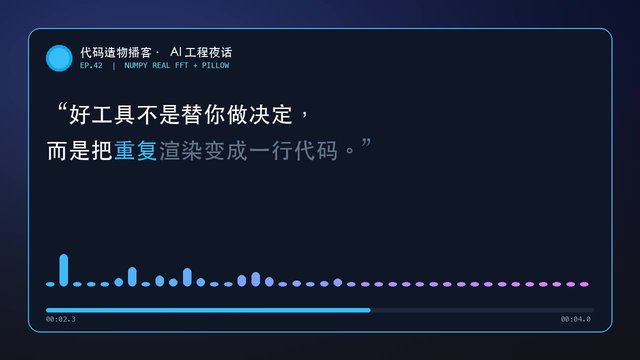 代码造物播客· AI 工程夜话
EP.42 | NUMPY REAL FFT + PILLOW
“好工具不是替你做决定，
而是把重复渲染变成一行代码。”
00:02.3 00:04.0